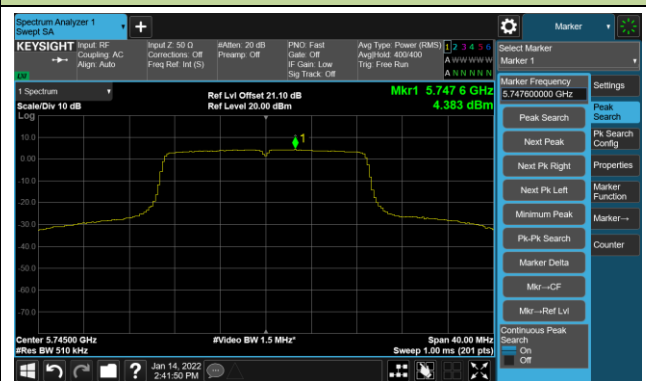 Spectrum Analyzer 1
Swept SA
+
Marker
KEYSIGHT
Input: RF
Coupling: AC
Align: Auto
Input Z: 50 Ω
Corrections: Off
Freq Ref: Int (S)
#Atten: 20 dB
Preamp: Off
PNO: Fast
Gate: Off
IF Gain: Low
Sig Track: Off
Avg Type: Power (RMS)
Avg|Hold: 400/400
Trig: Free Run
1 2 3 4 5 6
A W W W W W
A N N N N N
Select Marker
Marker 1
1 Spectrum
Scale/Div 10 dB
Log
Ref Lvl Offset 21.10 dB
Ref Level 20.00 dBm
Mkr1 5.747 6 GHz
4.383 dBm
1
10.0
0.00
-10.0
-20.0
-30.0
-40.0
-50.0
-60.0
-70.0
Center 5.74500 GHz
#Res BW 510 kHz
#Video BW 1.5 MHz*
Span 40.00 MHz
Sweep 1.00 ms (201 pts)
Marker Frequency
5.747600000 GHz
Peak Search
Next Peak
Next Pk Right
Next Pk Left
Minimum Peak
Pk-Pk Search
Marker Delta
Mkr→CF
Mkr→Ref Lvl
Continuous Peak
Search
On
Off
Settings
Peak
Search
Pk Search
Config
Properties
Marker
Function
Marker→
Counter
?
Jan 14, 2022
2:41:50 PM